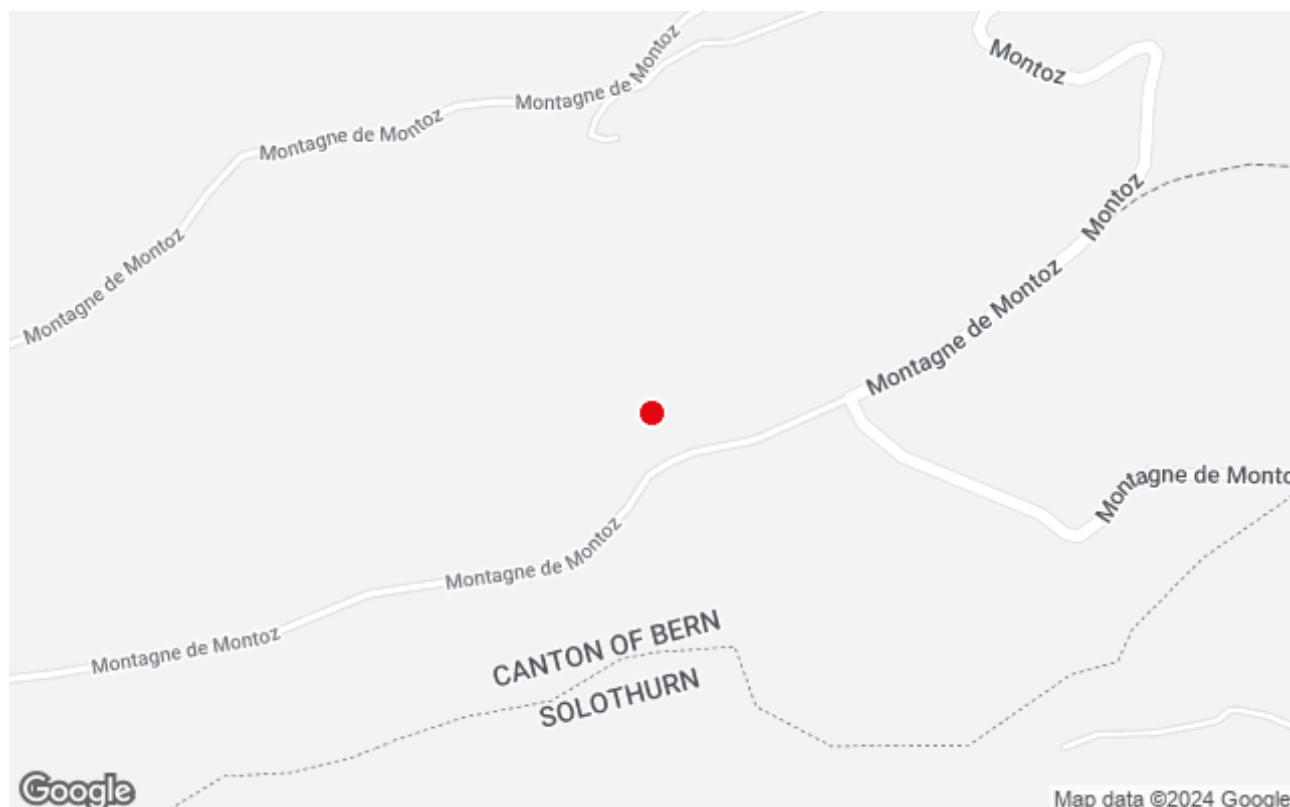 Montoz
Montagne de Montoz
Montagne de Montoz
Montoz
Montagne de Montoz
Montagne de Montoz
Montagne de Monto
Montagne de Montoz
Montagne de Montoz
CANTON OF BERN
SOLOTHURN
Google
Map data ©2024 Google